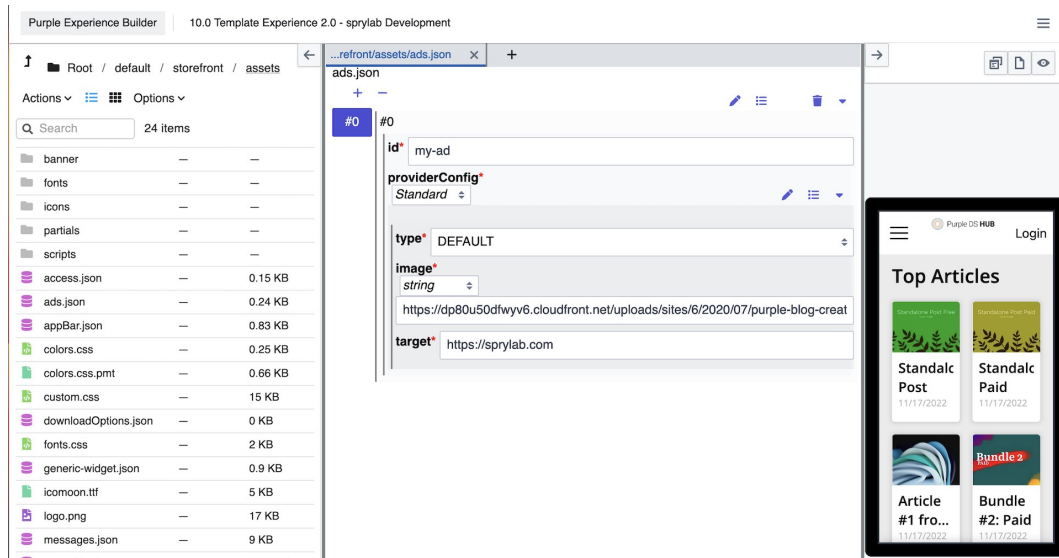 Purple Experience Builder
10.0 Template Experience 2.0 - sprylab Development
Root / default / storefront / assets
Actions
Options
Search
24 items
banner — —
fonts — —
icons — —
partials — —
scripts — —
access.json — 0.15 KB
ads.json — 0.24 KB
appBar.json — 0.83 KB
colors.css — 0.25 KB
colors.css.pmt — 0.66 KB
custom.css — 15 KB
downloadOptions.json — 0 KB
fonts.css — 2 KB
generic-widget.json — 0.9 KB
icomoon.ttf — 5 KB
logo.png — 17 KB
messages.json — 9 KB
...refront/assets/ads.json × +
ads.json
+ −
#0
#0
id* my-ad
providerConfig*
Standard
type* DEFAULT
image*
string
https://dp80u50dfwyv6.cloudfront.net/uploads/sites/6/2020/07/purple-blog-creat
target* https://sprylab.com
Purple DS HUB
Login
Top Articles
Standalone Post Free
Standalone Post Paid
Standalc
Post
11/17/2022
Standalc
Paid
11/17/2022
Bundle 2
PAID
Article
#1 fro...
11/17/2022
Bundle
#2: Paid
11/17/2022